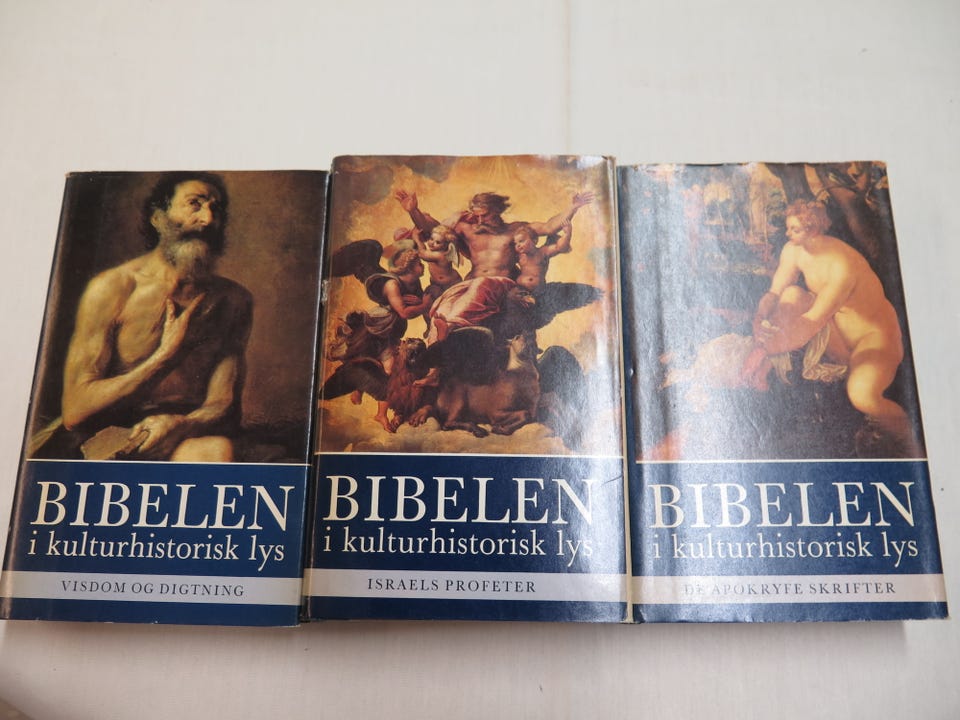 BIBELEN
i kulturhistorisk lys
VISDOM OG DIGTNING
BIBELEN
i kulturhistorisk lys
ISRAELS PROFETER
BIBELEN
i kulturhistorisk lys
DE APOKRYFE SKRIFTER